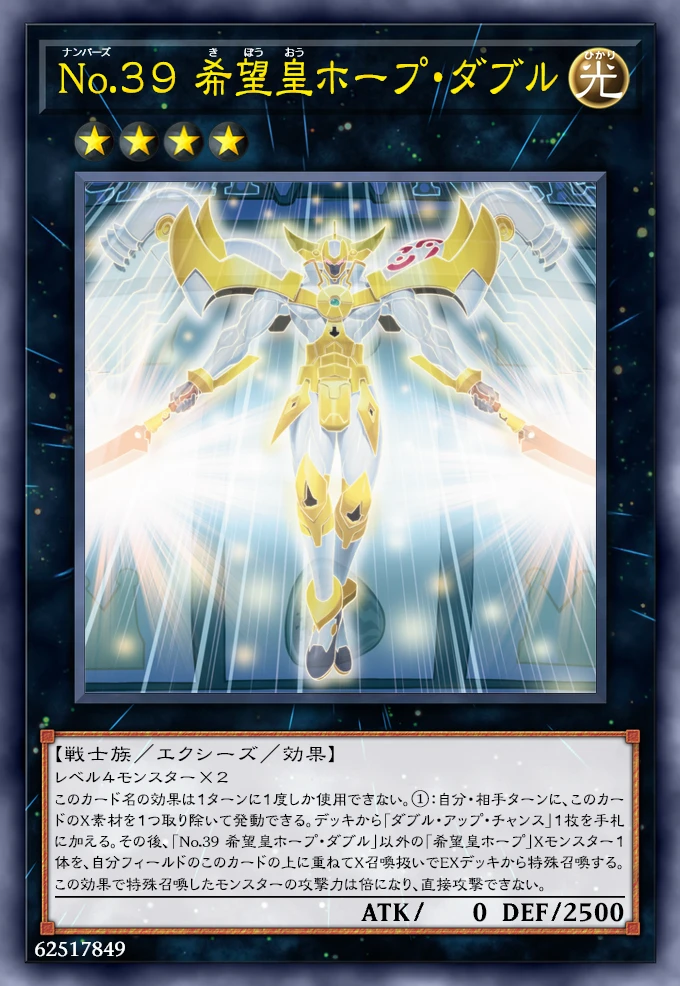 ナンバーズ き ぼう おう
No.39 希望皇ホープ・ダブル
ひかり
光
39
【戦士族／エクシーズ／効果】
レベル４モンスター×２
このカード名の効果は１ターンに１度しか使用できない。①：自分・相手ターンに、このカー
ドのX素材を１つ取り除いて発動できる。デッキから「ダブル・アップ・チャンス」１枚を手札
に加える。その後、「No.39 希望皇ホープ・ダブル」以外の「希望皇ホープ」Xモンスター１
体を、自分フィールドのこのカードの上に重ねてX召喚扱いでEXデッキから特殊召喚する。
この効果で特殊召喚したモンスターの攻撃力は倍になり、直接攻撃できない。
ATK/ 0 DEF/2500
62517849